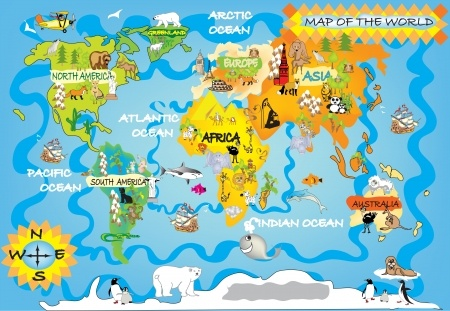 ARCTIC
OCEAN
MAP OF THE WORLD
GREENLAND
NORTH AMERICA
EUROPE
ASIA
ATLANTIC
OCEAN
AFRICA
PACIFIC
OCEAN
SOUTH AMERICA
AUSTRALIA
INDIAN OCEAN
N
W E
S